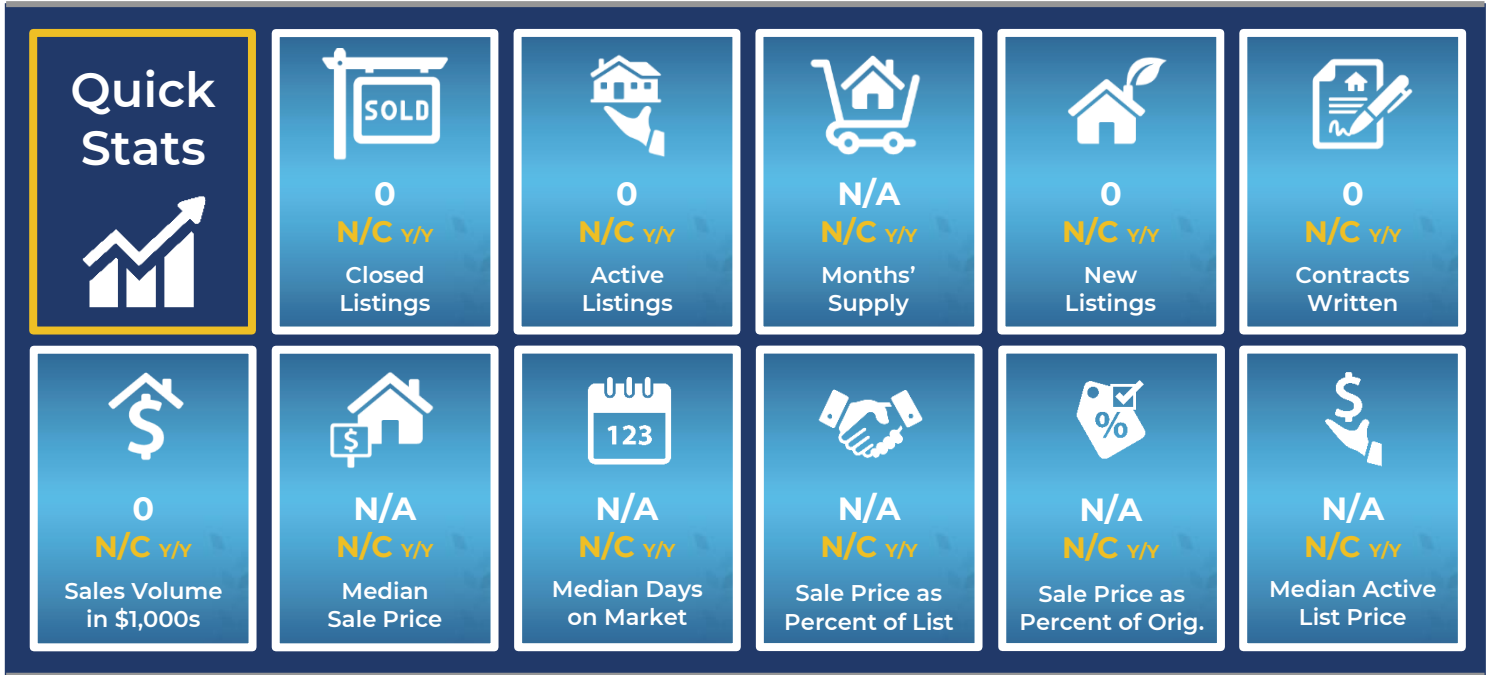 Quick
Stats
SOLD
0
N/C Y/Y
Closed
Listings
0
N/C Y/Y
Active
Listings
N/A
N/C Y/Y
Months’
Supply
0
N/C Y/Y
New
Listings
0
N/C Y/Y
Contracts
Written
$
0
N/C Y/Y
Sales Volume
in $1,000s
$
N/A
N/C Y/Y
Median
Sale Price
123
N/A
N/C Y/Y
Median Days
on Market
N/A
N/C Y/Y
Sale Price as
Percent of List
%
N/A
N/C Y/Y
Sale Price as
Percent of Orig.
$
N/A
N/C Y/Y
Median Active
List Price